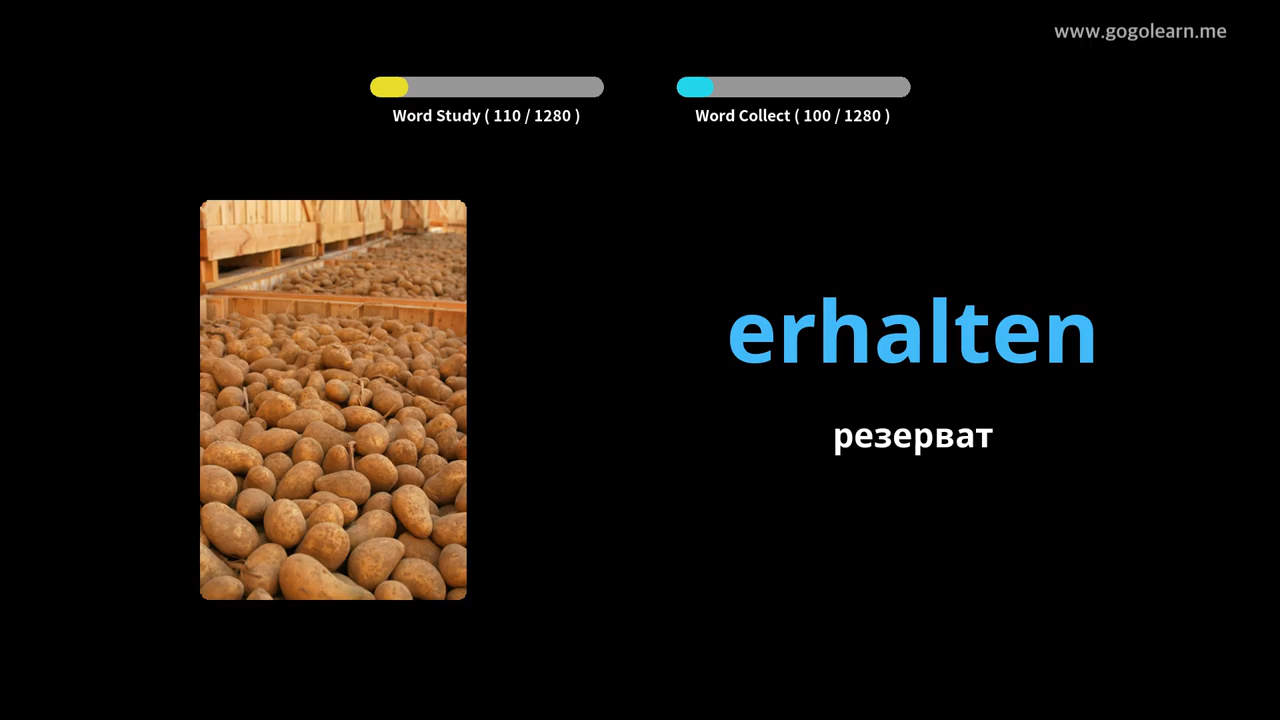 www.gogolearn.me
Word Study ( 110 / 1280 )
Word Collect ( 100 / 1280 )
erhalten
резерват